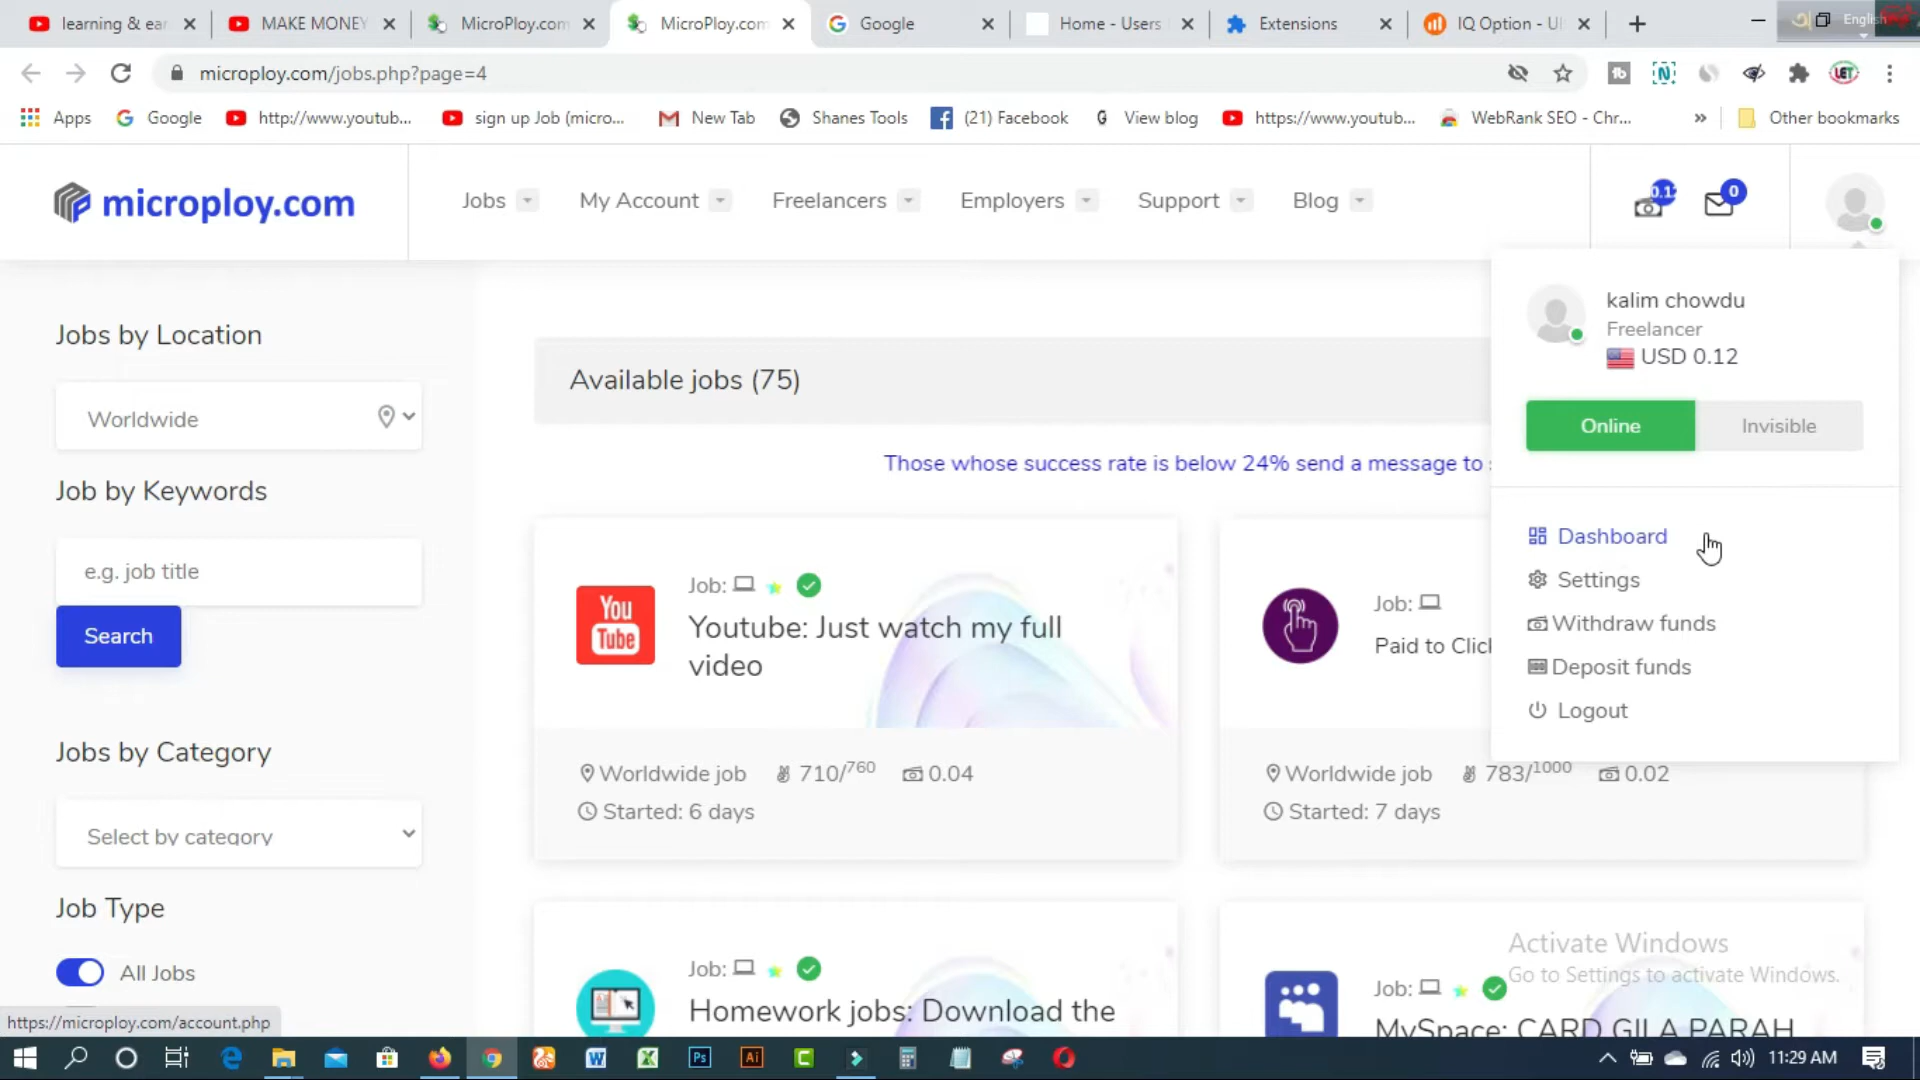 learning & ea
MAKE MONEY
MicroPloy.com
MicroPloy.com
Google
Home - Users
Extensions
IQ Option - Ul
English
microploy.com/jobs.php?page=4
Apps
Google
http://www.youtub...
sign up Job (micro...
New Tab
Shanes Tools
(21) Facebook
View blog
https://www.youtub...
WebRank SEO - Chr...
»
Other bookmarks
microploy.com
Jobs
My Account
Freelancers
Employers
Support
Blog
0.1
0
kalim chowdu
Freelancer
USD 0.12
Online
Invisible
Dashboard
Settings
Withdraw funds
Deposit funds
Logout
Jobs by Location
Worldwide
Job by Keywords
e.g. job title
Search
Jobs by Category
Select by category
Job Type
All Jobs
Available jobs (75)
Those whose success rate is below 24% send a message to
You
Tube
Job:
Youtube: Just watch my full
video
Worldwide job 710/760 0.04
Started: 6 days
Job:
Paid to Clic
Worldwide job 783/1000 0.02
Started: 7 days
Job:
Homework jobs: Download the
Job:
MySpace: CARD GILA PARAH
Activate Windows
Go to Settings to activate Windows.
https://microploy.com/account.php
11:29 AM